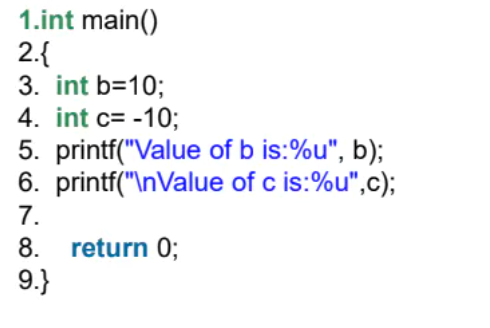 1.int main()
2.{
3. int b=10;
4. int c= -10;
5. printf("Value of b is:%u", b);
6. printf("\nValue of c is:%u",c);
7.
8. return 0;
9.}